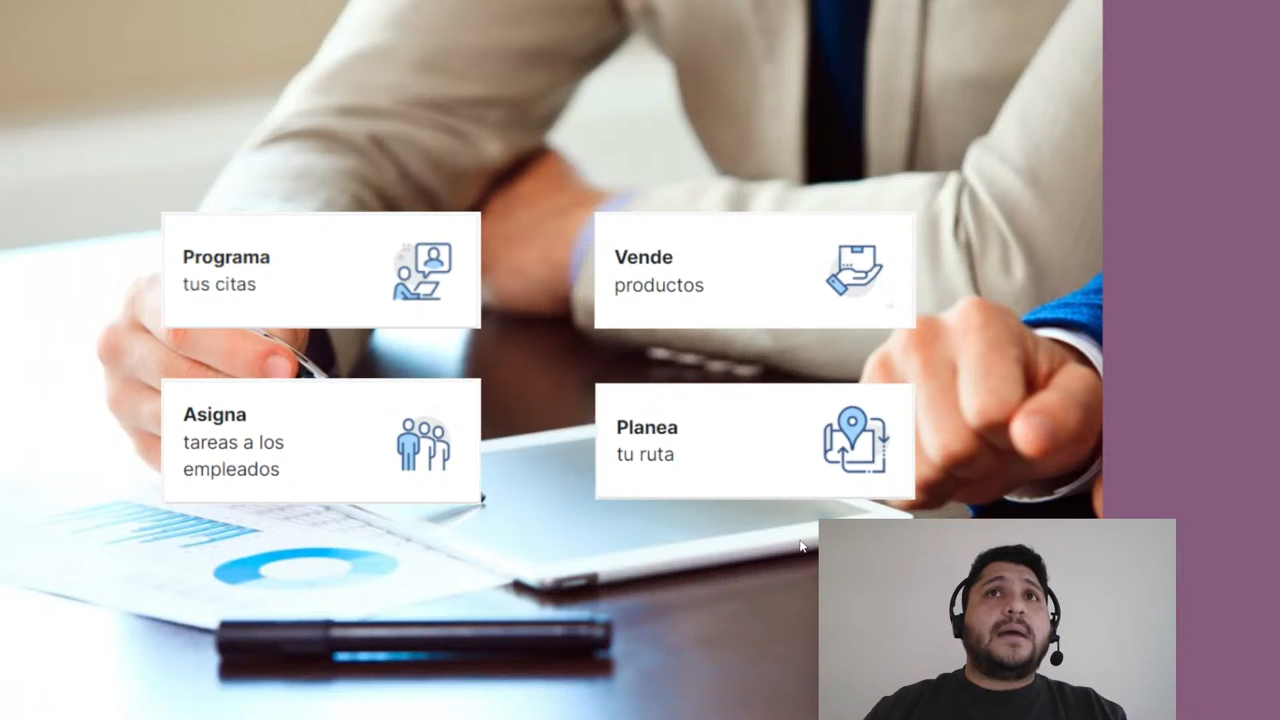 Programa
tus citas
Vende
productos
Asigna
tareas a los
empleados
Planea
tu ruta